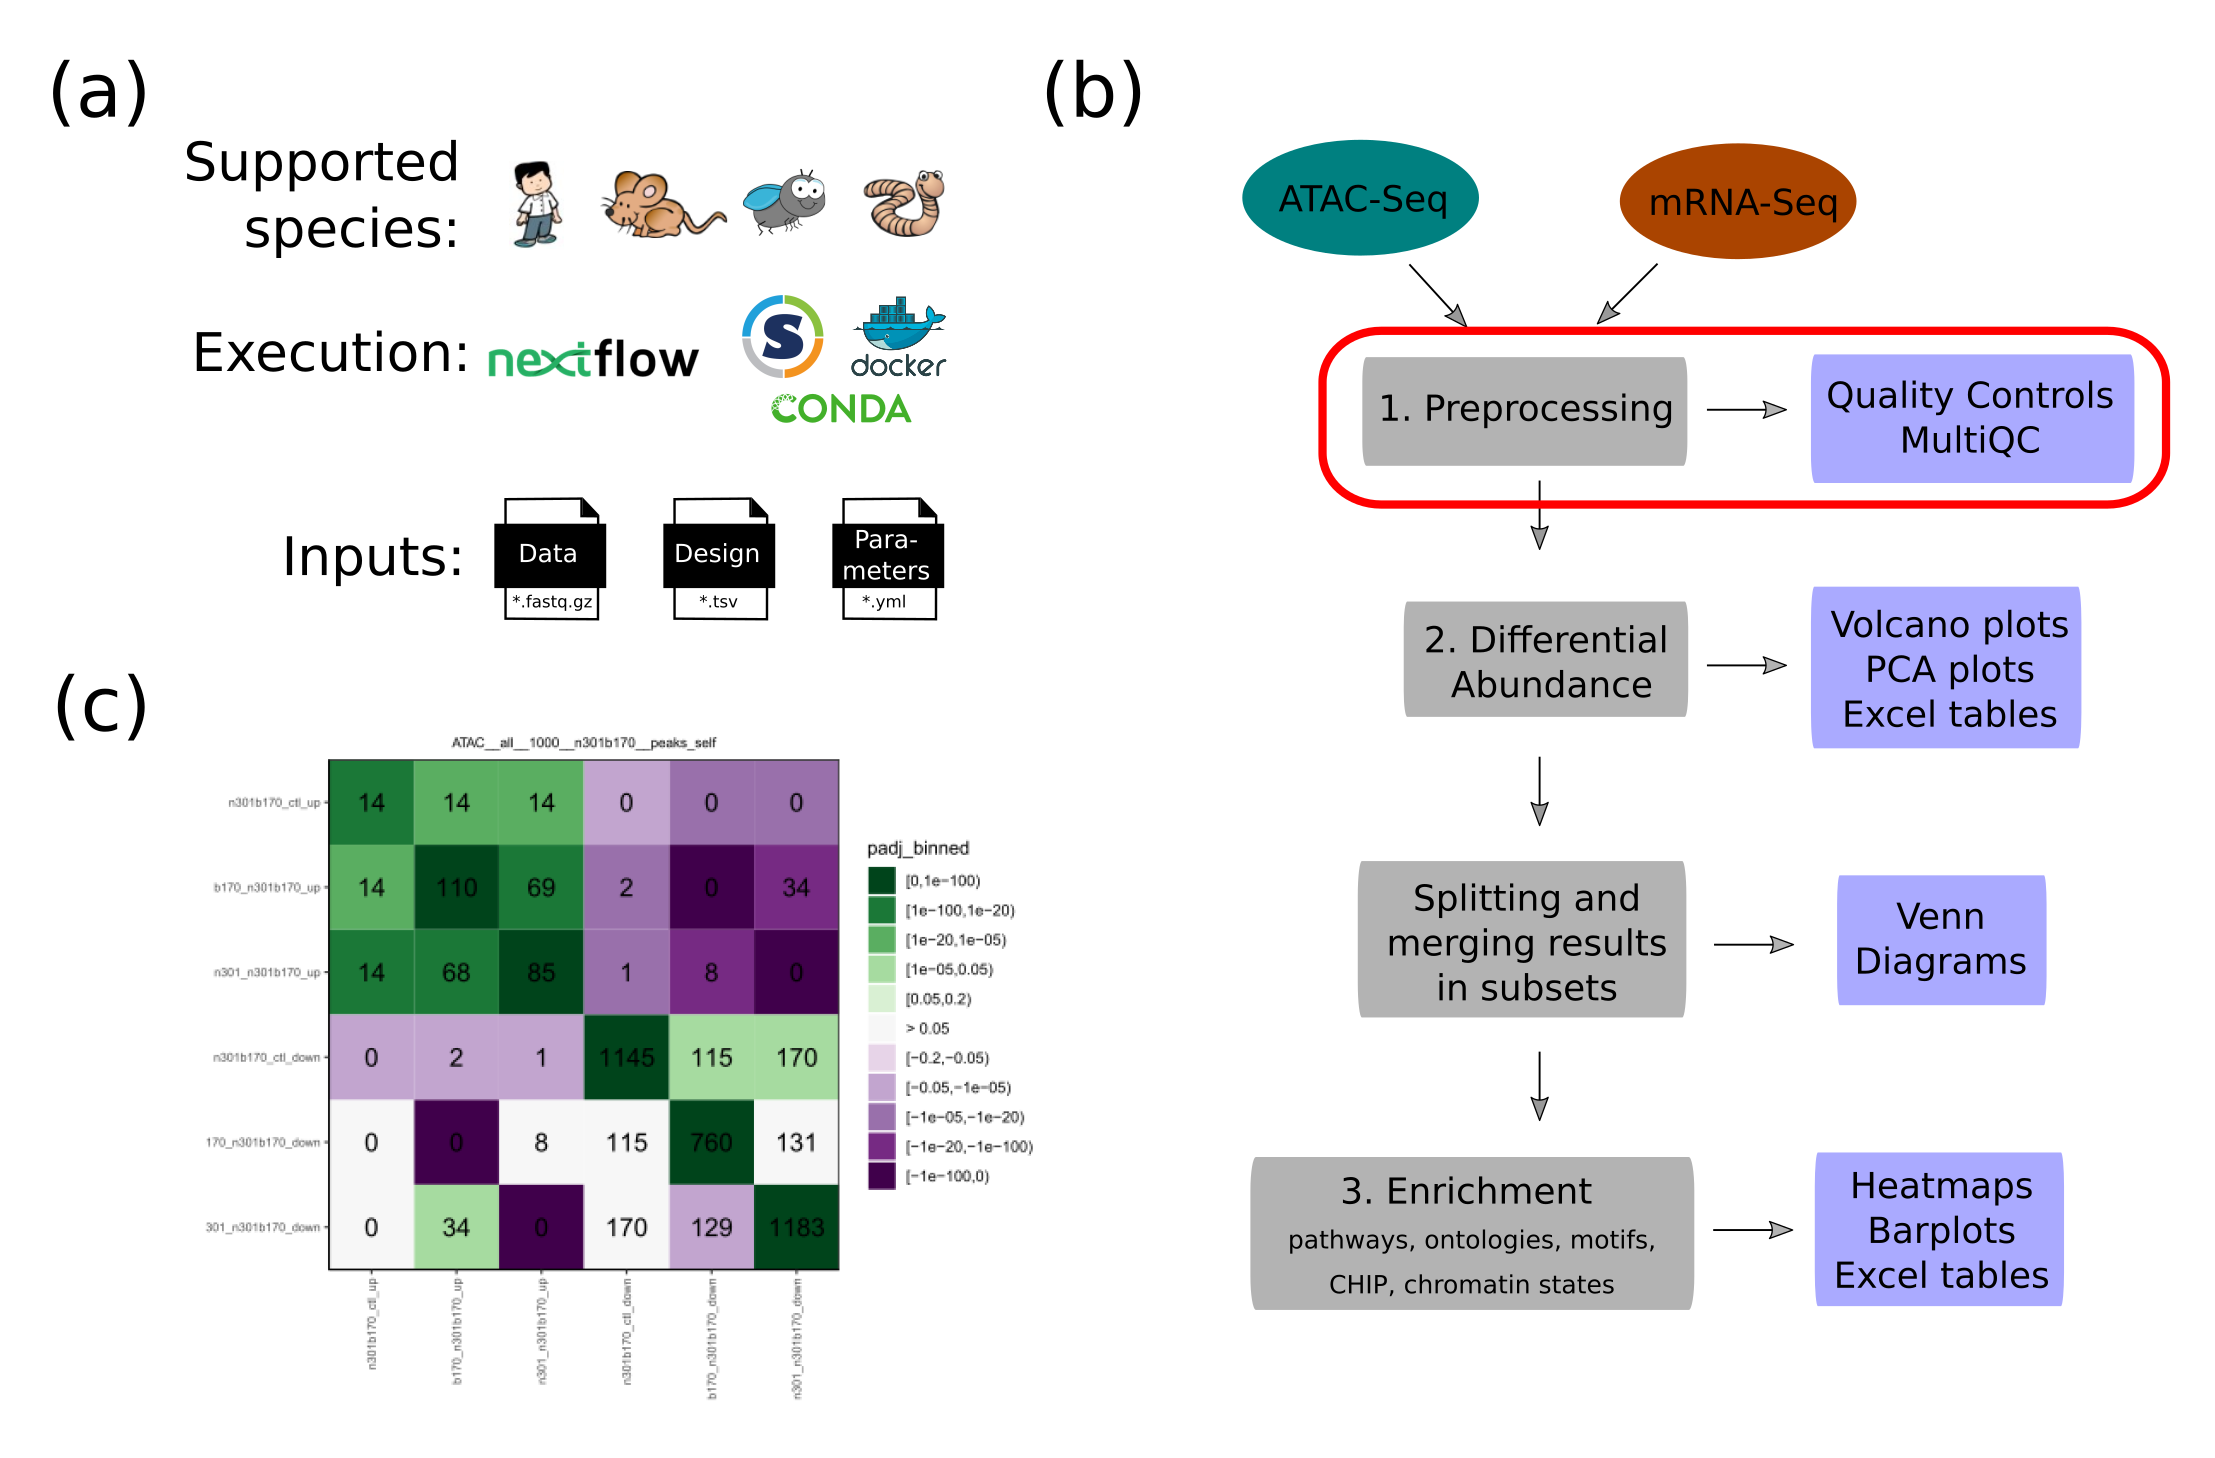 (a)
Supported
species:
Execution:
nextflow
S
docker
CONDA
Inputs:
Data
*.fastq.gz
Design
*.tsv
Para-
meters
*.yml
(b)
ATAC-Seq
mRNA-Seq
1. Preprocessing
Quality Controls
MultiQC
2. Differential
Abundance
Volcano plots
PCA plots
Excel tables
Splitting and
merging results
in subsets
Venn
Diagrams
3. Enrichment
pathways, ontologies, motifs,
CHIP, chromatin states
Heatmaps
Barplots
Excel tables
(c)
ATAC__all__1000__n301b170__peaks_self
n301b170_ctl_up 14 14 14 0 0 0
b170_n301b170_up 14 110 69 2 0 34
n301_n301b170_up 14 68 85 1 8 0
n301b170_ctl_down 0 2 1 1145 115 170
170_n301b170_down 0 0 8 115 760 131
301_n301b170_down 0 34 0 170 129 1183
n301b170_ctl_up
b170_n301b170_up
n301_n301b170_up
n301b170_ctl_down
b170_n301b170_down
n301_n301b170_down
padj_binned
[0,1e−100)
[1e−100,1e−20)
[1e−20,1e−05)
[1e−05,0.05)
[0.05,0.2)
> 0.05
[−0.2,−0.05)
[−0.05,−1e−05)
[−1e−05,−1e−20)
[−1e−20,−1e−100)
[−1e−100,0)